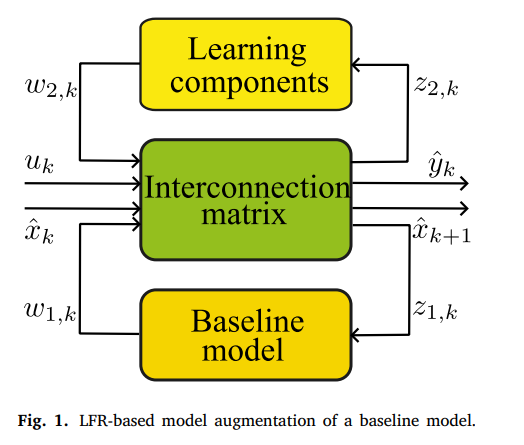 Learning
components
w₂,ₖ
z₂,ₖ
uₖ
ŷₖ
Interconnection
matrix
x̂ₖ
x̂ₖ₊₁
w₁,ₖ
z₁,ₖ
Baseline
model
Fig. 1. LFR-based model augmentation of a baseline model.